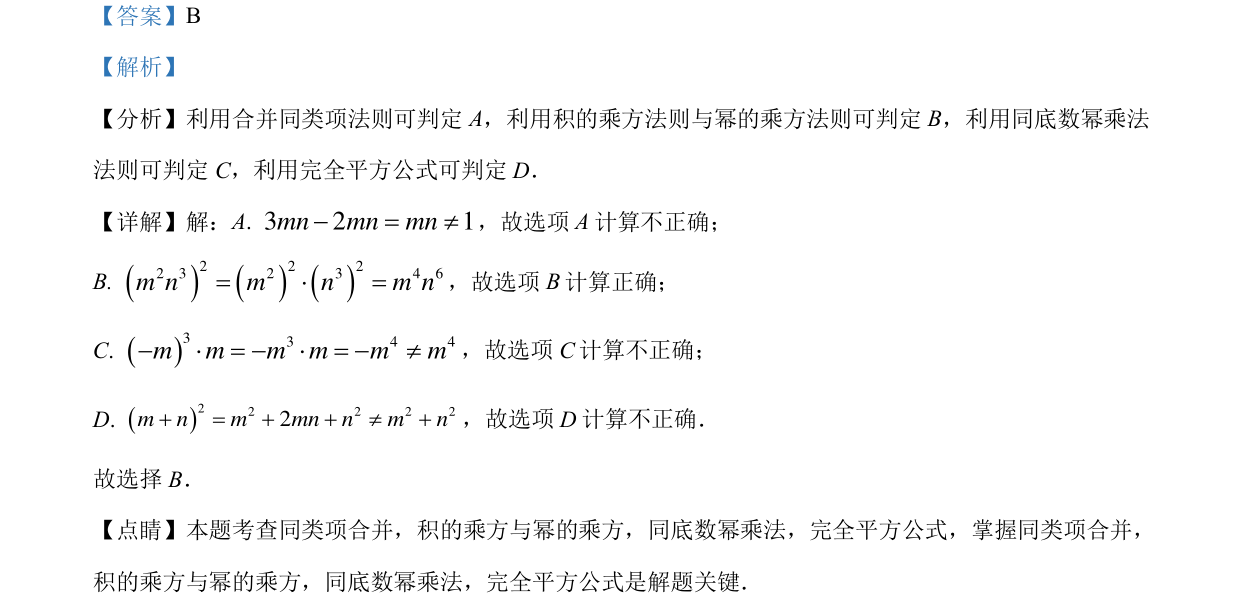 【答案】B
【解析】
【分析】利用合并同类项法则可判定 A，利用积的乘方法则与幂的乘方法则可判定 B，利用同底数幂乘法
法则可判定 C，利用完全平方公式可判定 D．
【详解】解：A. 3mn－2mn＝mn≠1，故选项 A 计算不正确；
B. (m²n³)²＝(m²)²·(n³)²＝m⁴n⁶，故选项 B 计算正确；
C. (−m)³·m＝−m³·m＝−m⁴≠m⁴，故选项 C 计算不正确；
D. (m＋n)²＝m²＋2mn＋n²≠m²＋n²，故选项 D 计算不正确．
故选择 B．
【点睛】本题考查同类项合并，积的乘方与幂的乘方，同底数幂乘法，完全平方公式，掌握同类项合并，
积的乘方与幂的乘方，同底数幂乘法，完全平方公式是解题关键．